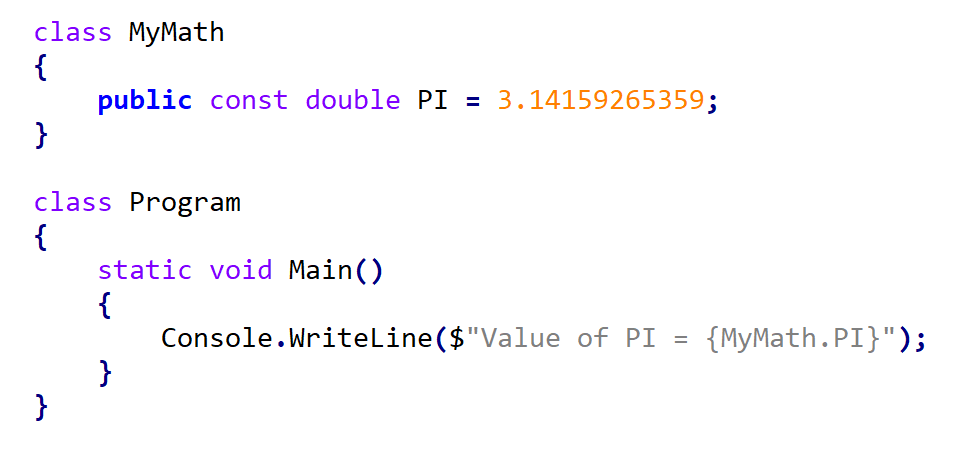 class MyMath
{
    public const double PI = 3.14159265359;
}

class Program
{
    static void Main()
    {
        Console.WriteLine($"Value of PI = {MyMath.PI}");
    }
}